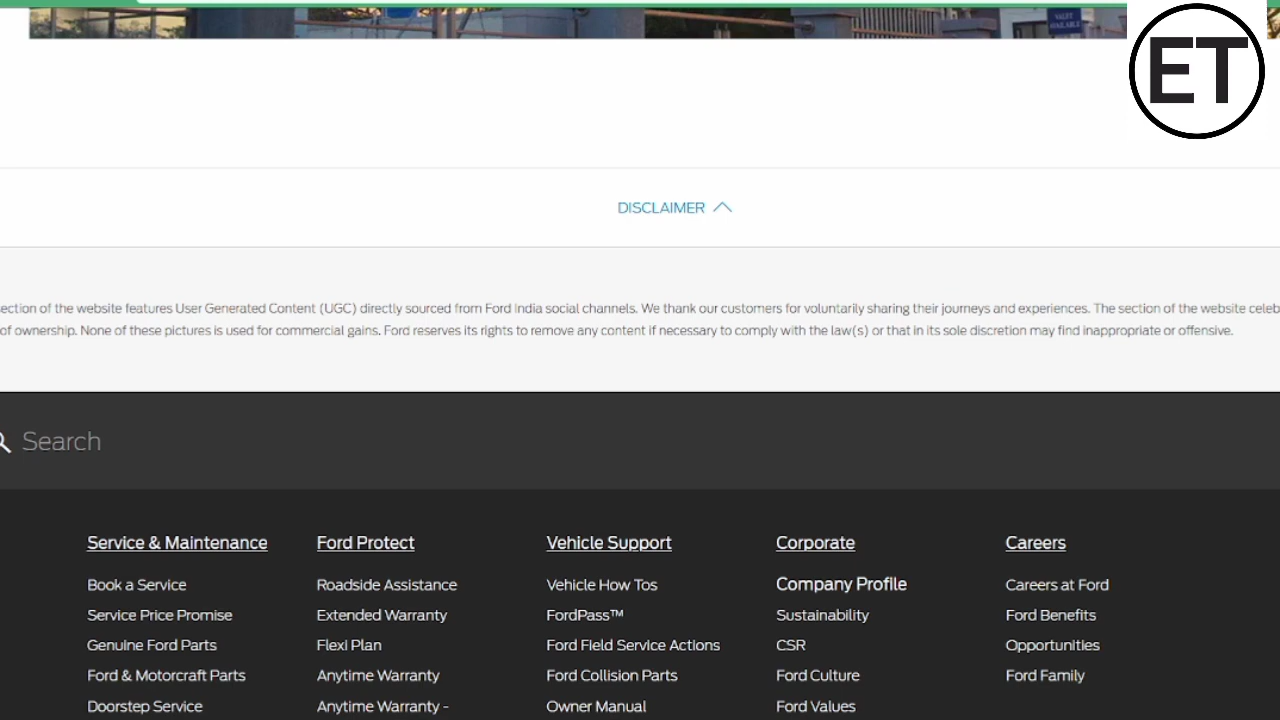 VALET
AVAILABLE
ET
DISCLAIMER
ection of the website features User Generated Content (UGC) directly sourced from Ford India social channels. We thank our customers for voluntarily sharing their journeys and experiences. The section of the website celeb
of ownership. None of these pictures is used for commercial gains. Ford reserves its rights to remove any content if necessary to comply with the law(s) or that in its sole discretion may find inappropriate or offensive.
Search
Service & Maintenance Ford Protect Vehicle Support Corporate Careers
Book a Service Roadside Assistance Vehicle How Tos Company Profile Careers at Ford
Service Price Promise Extended Warranty FordPass™ Sustainability Ford Benefits
Genuine Ford Parts Flexi Plan Ford Field Service Actions CSR Opportunities
Ford & Motorcraft Parts Anytime Warranty Ford Collision Parts Ford Culture Ford Family
Doorstep Service Anytime Warranty - Owner Manual Ford Values